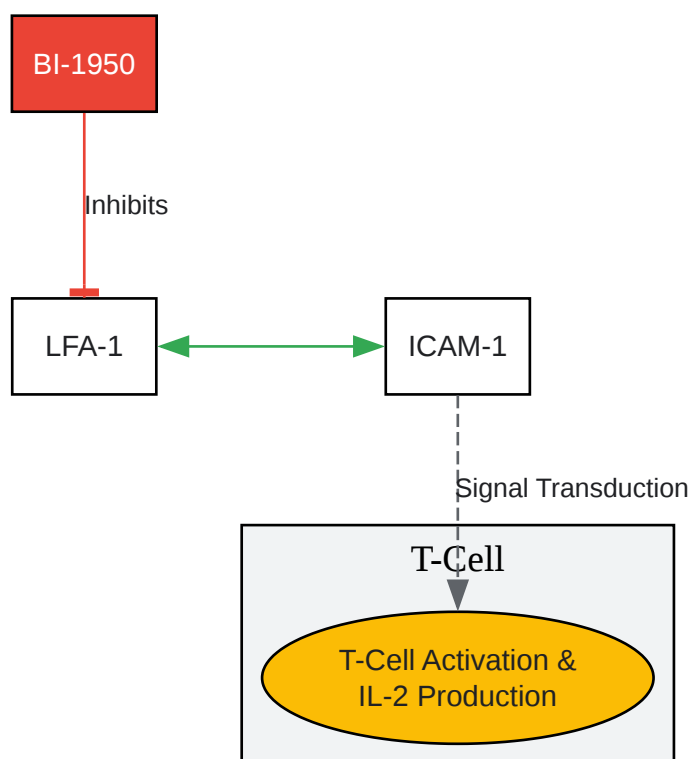 BI-1950
Inhibits
LFA-1
ICAM-1
Signal Transduction
T-Cell
T-Cell Activation &
IL-2 Production